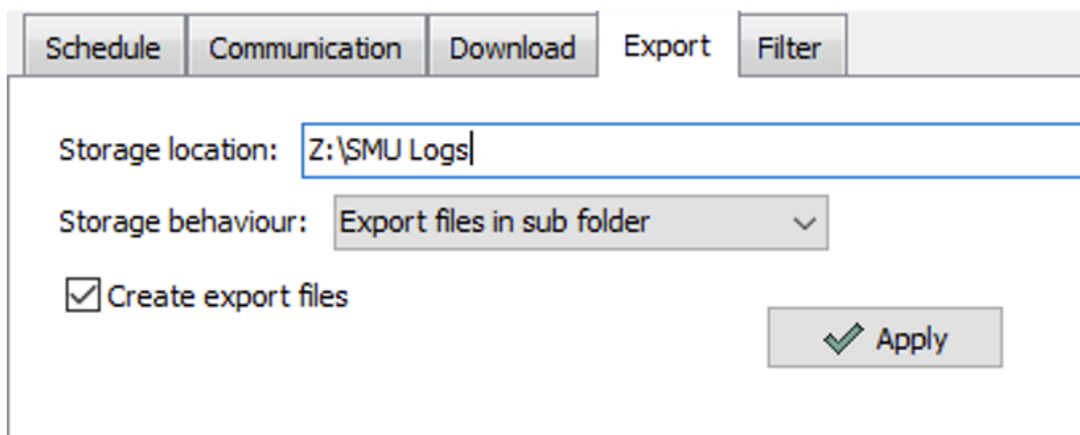 Schedule Communication Download Export Filter
Storage location: Z:\SMU Logs
Storage behaviour: Export files in sub folder
Create export files
Apply